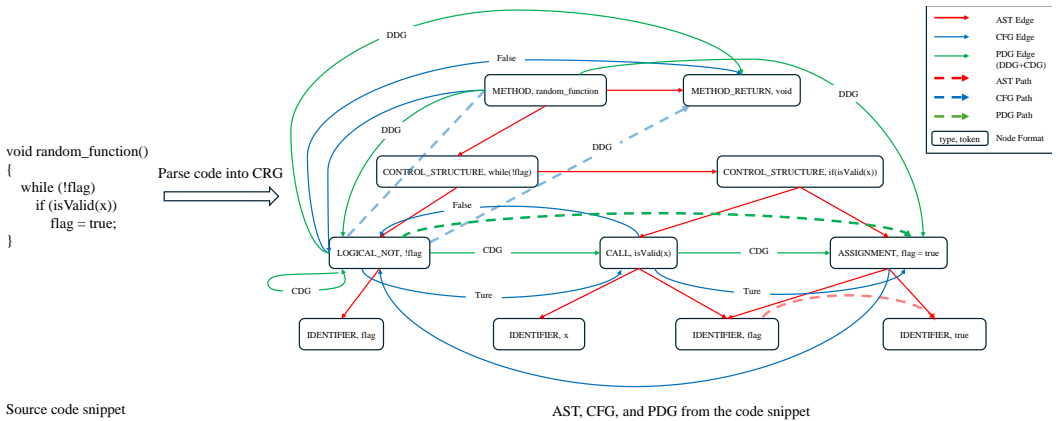 void random_function()
{
while (!flag)
if (isValid(x))
flag = true;
}
Source code snippet
Parse code into CRG
DDG
False
METHOD, random_function
METHOD_RETURN, void
DDG
DDG
DDG
CONTROL_STRUCTURE, while(!flag)
CONTROL_STRUCTURE, if(isValid(x))
False
LOGICAL_NOT, !flag
CDG
CALL, isValid(x)
CDG
ASSIGNMENT, flag = true
CDG
Ture
Ture
IDENTIFIER, flag
IDENTIFIER, x
IDENTIFIER, flag
IDENTIFIER, true
AST, CFG, and PDG from the code snippet
AST Edge
CFG Edge
PDG Edge
(DDG+CDG)
AST Path
CFG Path
PDG Path
type, token
Node Format